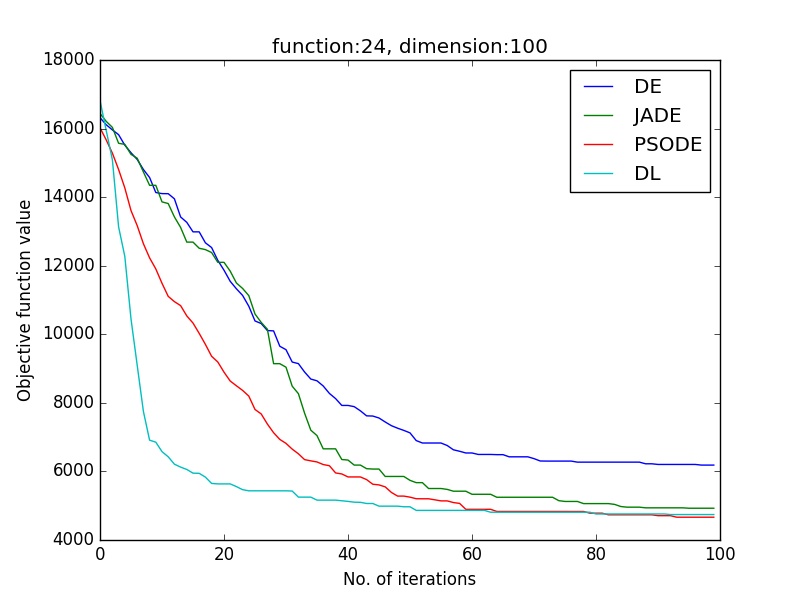 function:24, dimension:100
18000
16000
14000
12000
10000
8000
6000
4000
0
20
40
60
80
100
Objective function value
No. of iterations
DE
JADE
PSODE
DL